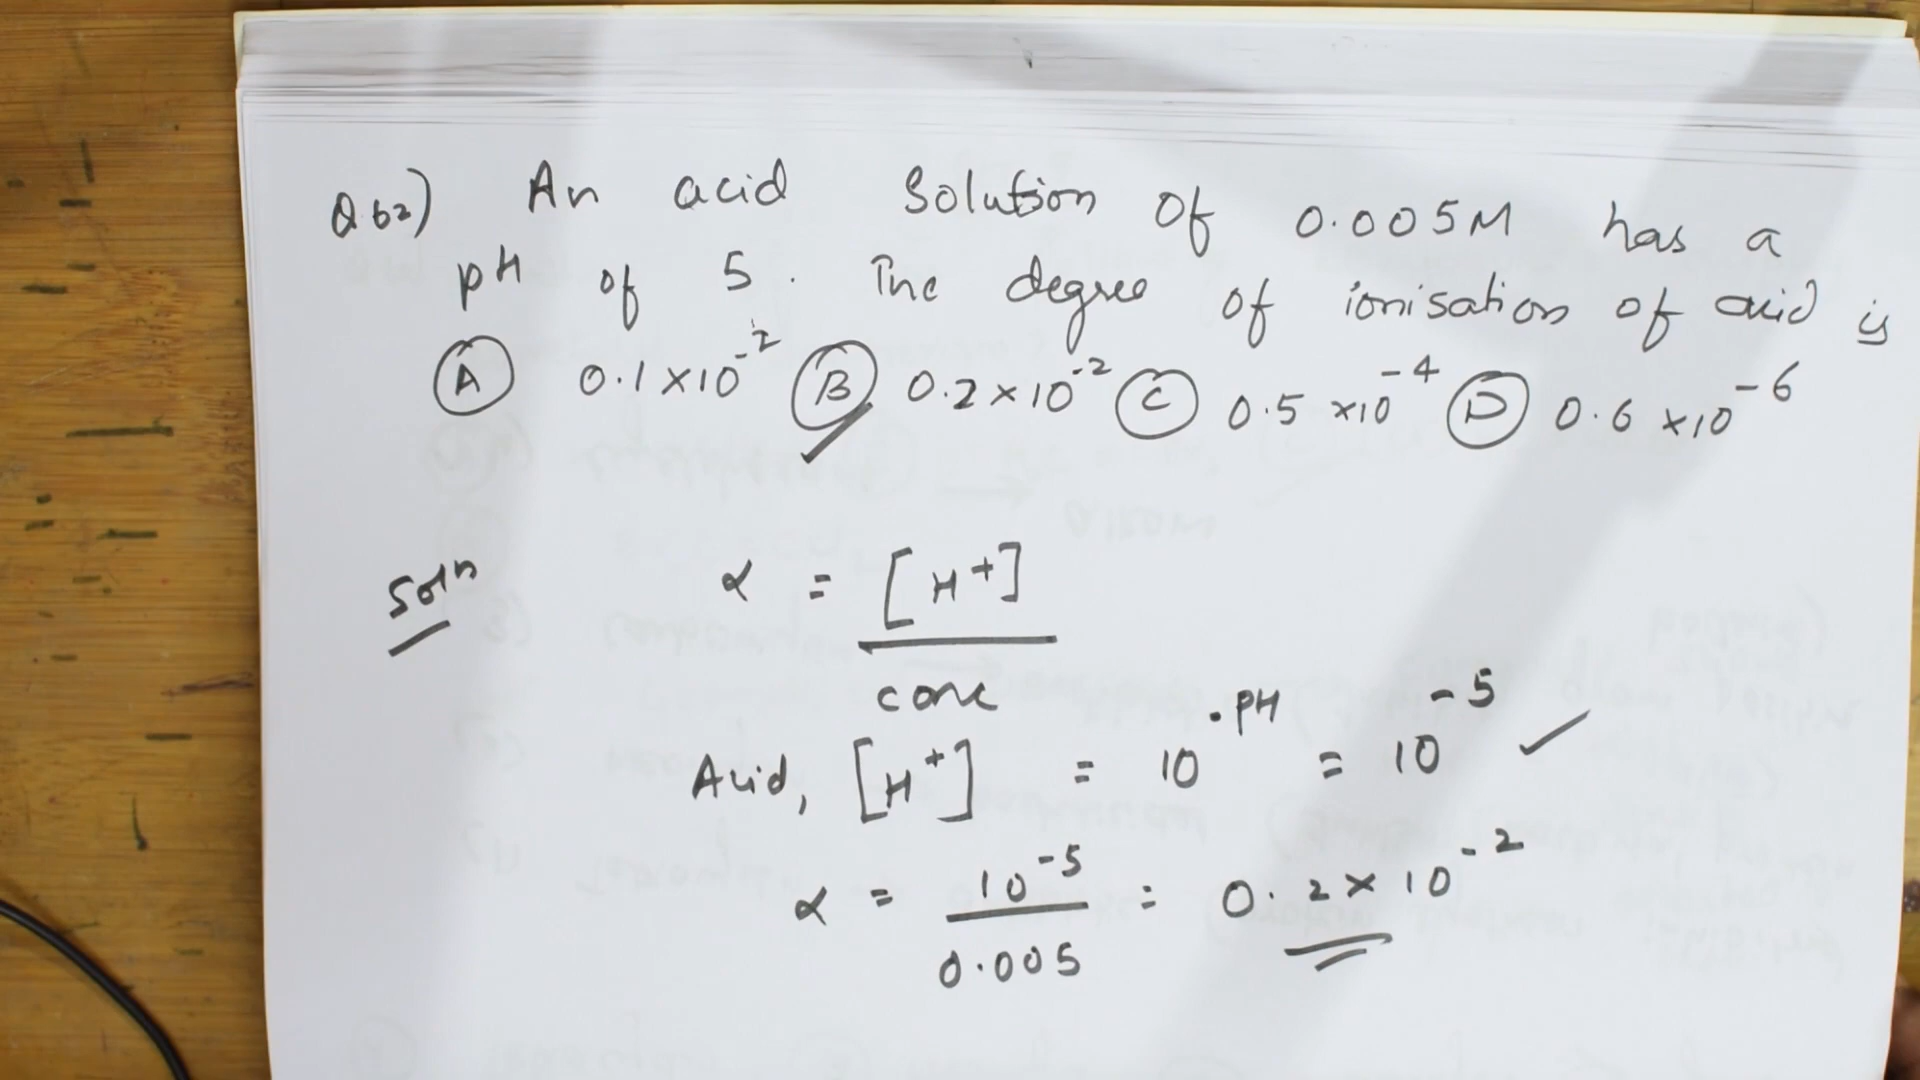 Q.62) An acid Solution of 0.005M has a
pH of 5. The degree of ionisation of acid is
(A) 0.1 × 10⁻² (B) 0.2 × 10⁻² (C) 0.5 × 10⁻⁴ (D) 0.6 × 10⁻⁶
Solⁿ α = [H⁺] / conc
Acid, [H⁺] = 10⁻ᵖᴴ = 10⁻⁵ ✓
α = 10⁻⁵ / 0.005 = 0.2 × 10⁻²